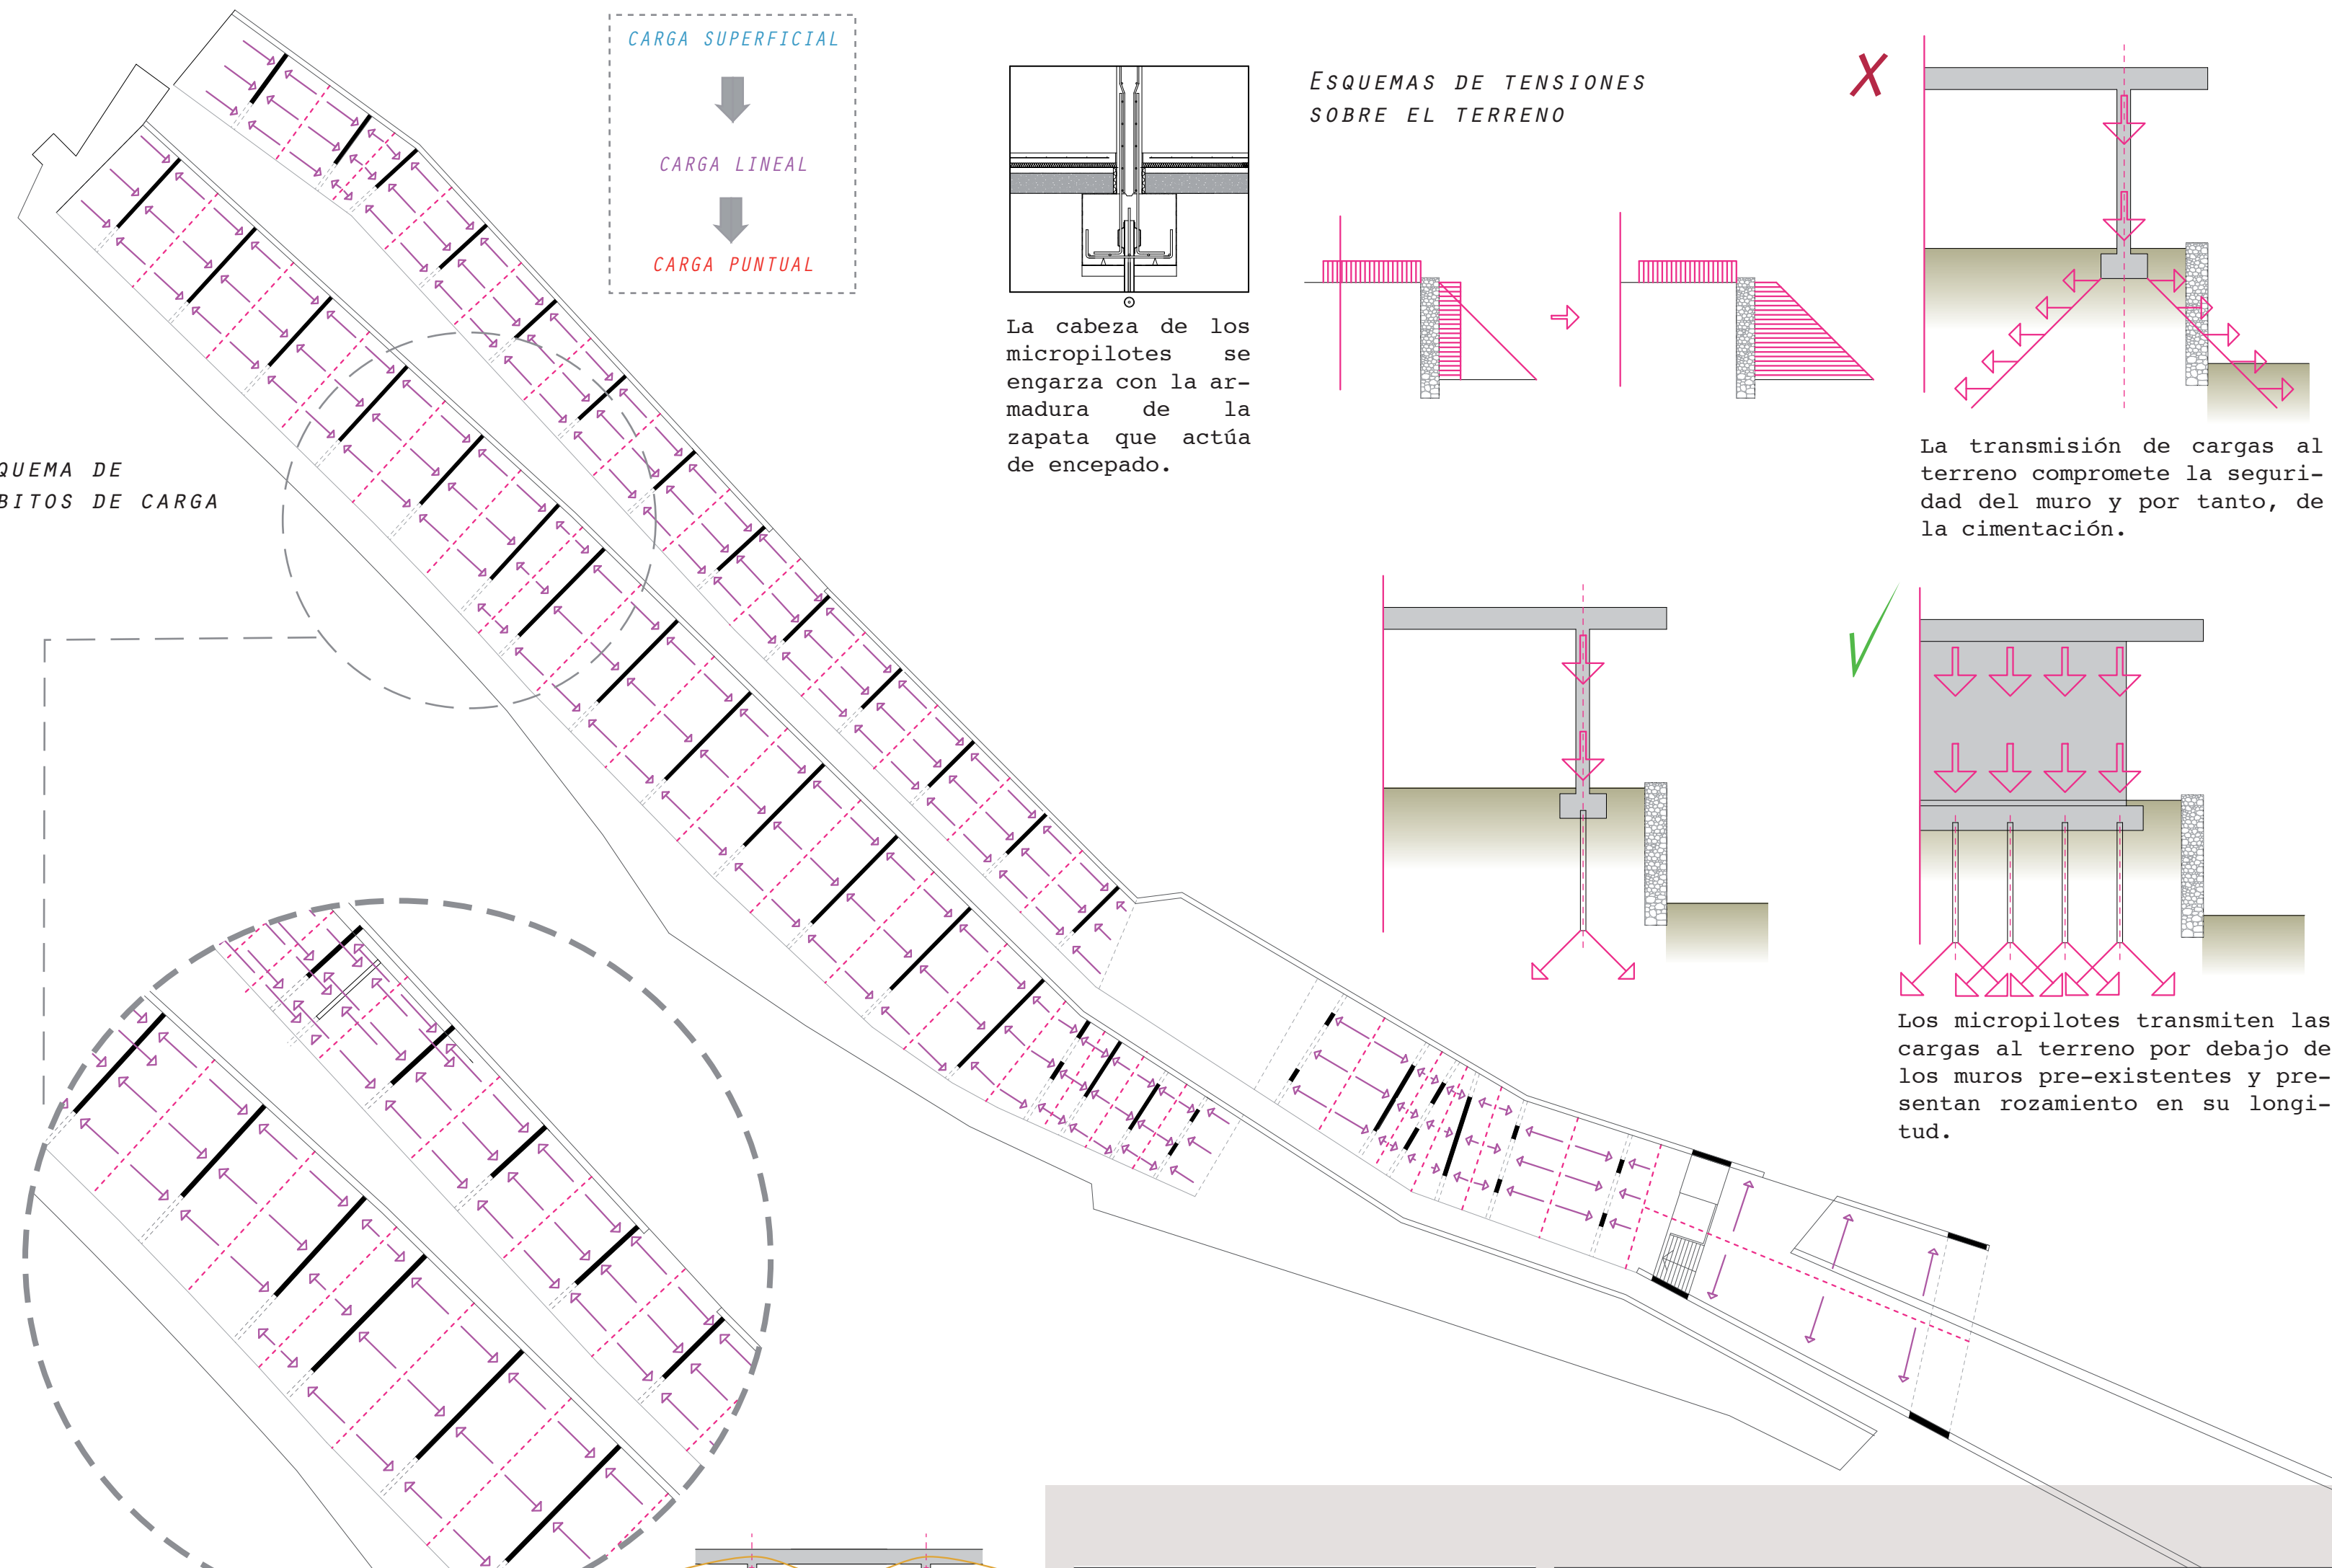 CARGA SUPERFICIAL
CARGA LINEAL
CARGA PUNTUAL
La cabeza de los
micropilotes se
engarza con la ar-
madura de la
zapata que actúa
de encepado.
ESQUEMAS DE TENSIONES
SOBRE EL TERRENO
La transmisión de cargas al
terreno compromete la seguri-
dad del muro y por tanto, de
la cimentación.
QUEMA DE
BITOS DE CARGA
Los micropilotes transmiten las
cargas al terreno por debajo de
los muros pre-existentes y pre-
sentan rozamiento en su longi-
tud.